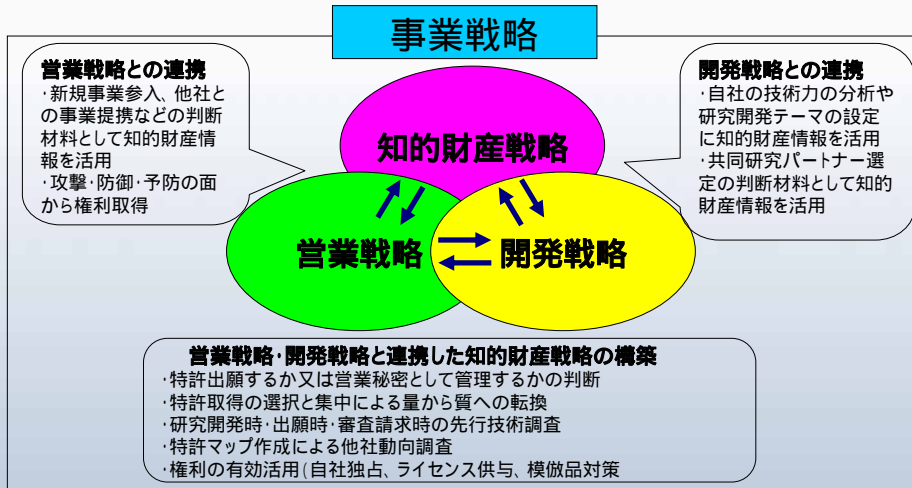 事業戦略
営業戦略との連携
･新規事業参入、他社と
の事業提携などの判断
材料として知的財産情
報を活用
･攻撃･防御･予防の面
から権利取得
開発戦略との連携
･自社の技術力の分析や
研究開発テーマの設定
に知的財産情報を活用
･共同研究パートナー選
定の判断材料として知的
財産情報を活用
知的財産戦略
営業戦略
開発戦略
営業戦略･開発戦略と連携した知的財産戦略の構築
･特許出願するか又は営業秘密として管理するかの判断
･特許取得の選択と集中による量から質への転換
･研究開発時･出願時･審査請求時の先行技術調査
･特許マップ作成による他社動向調査
･権利の有効活用(自社独占、ライセンス供与、模倣品対策